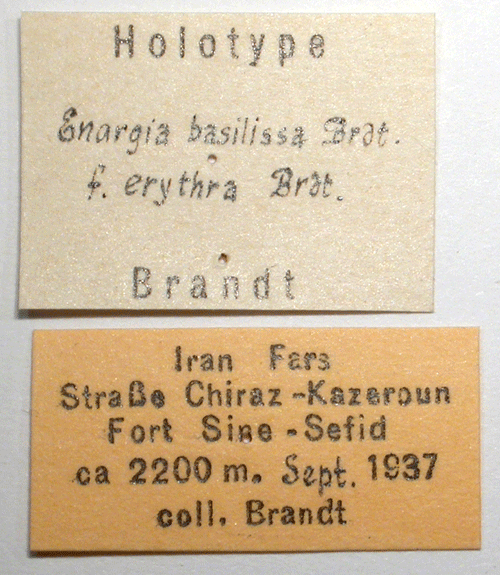 Holotype
Enargia basilissa Brdt.
f. erythra Brdt.
Brandt
Iran Fars
Straße Chiraz-Kazeroun
Fort Sine-Sefid
ca 2200 m. Sept. 1937
coll. Brandt